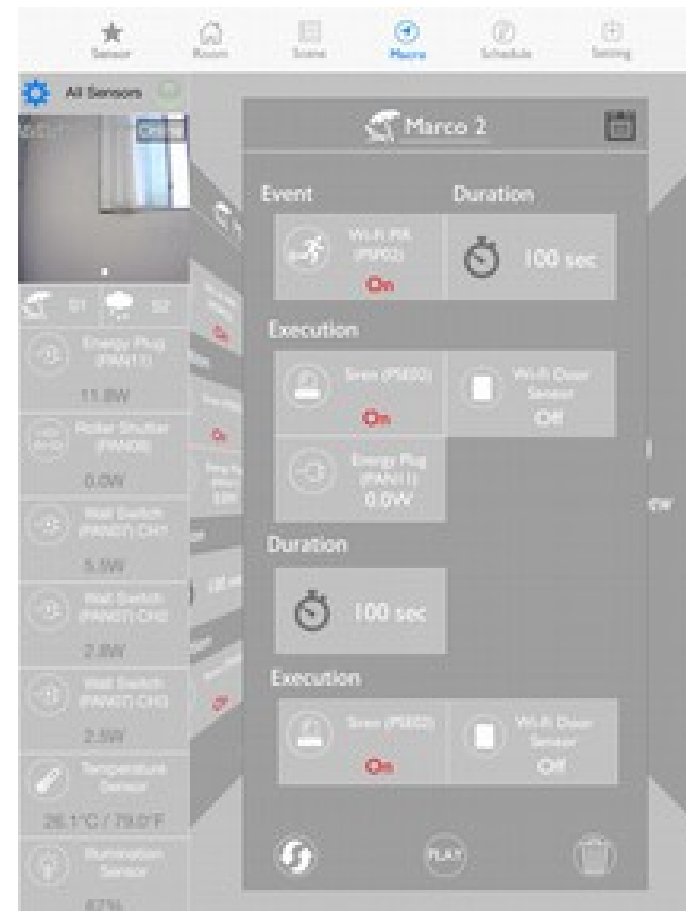 Sensor
Room
Scene
Macro
Schedule
Setting
All Sensors
S1
S2
Energy Plug
(PAN11)
11.8W
Roller Shutter
(PAN08)
0.0W
Wall Switch
(PAN07) CH1
5.5W
Wall Switch
(PAN07) CH2
2.8W
Wall Switch
(PAN07) CH3
2.5W
Temperature
Sensor
26.1°C / 79.0°F
Illumination
Sensor
Marco 2
Event
Duration
Wi-Fi PIR
(PSP02)
On
100 sec
Execution
Siren (PSE02)
On
Wi-Fi Door
Sensor
Off
Energy Plug
(PAN11)
0.0W
Duration
100 sec
Execution
Siren (PSE02)
On
Wi-Fi Door
Sensor
Off
PLAY